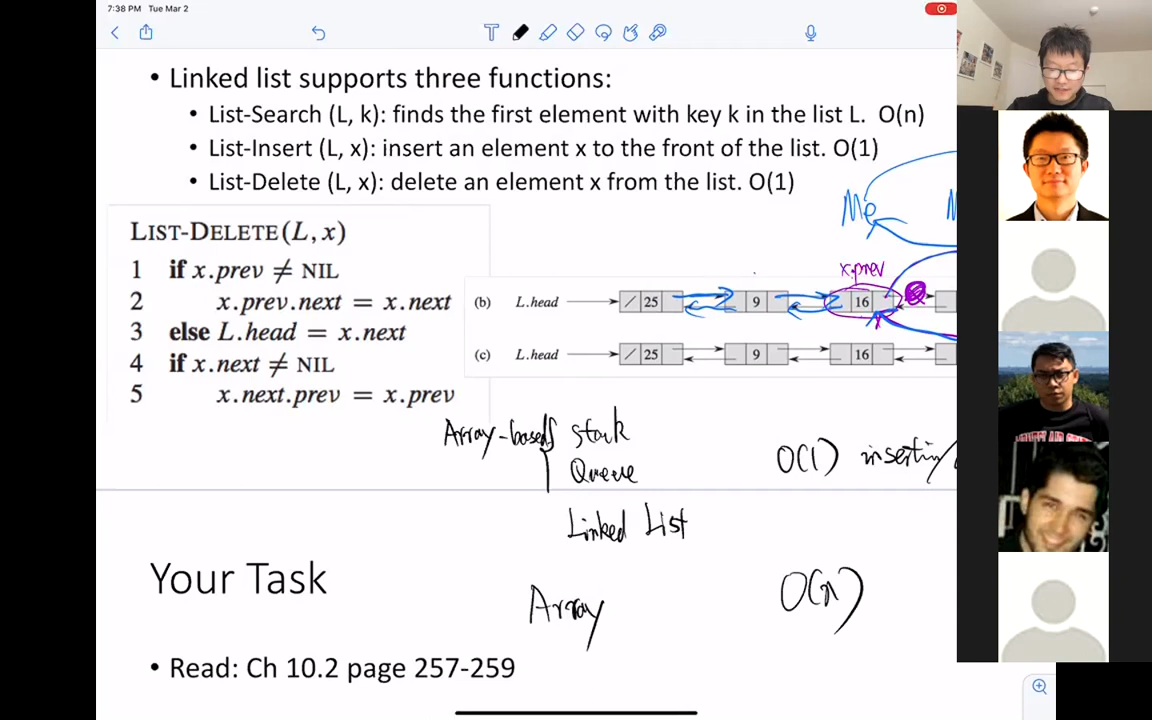 7:38 PM Tue Mar 2
• Linked list supports three functions:
• List-Search (L, k): finds the first element with key k in the list L. O(n)
• List-Insert (L, x): insert an element x to the front of the list. O(1)
• List-Delete (L, x): delete an element x from the list. O(1)
Me
LIST-DELETE(L, x)
1 if x.prev ≠ NIL
2 x.prev.next = x.next
3 else L.head = x.next
4 if x.next ≠ NIL
5 x.next.prev = x.prev
x.prev
(b) L.head / 25 9 16
(c) L.head / 25 9 16
Array-based Stack
Queue
O(1) inserting/
Linked List
Array O(n)
Your Task
• Read: Ch 10.2 page 257-259